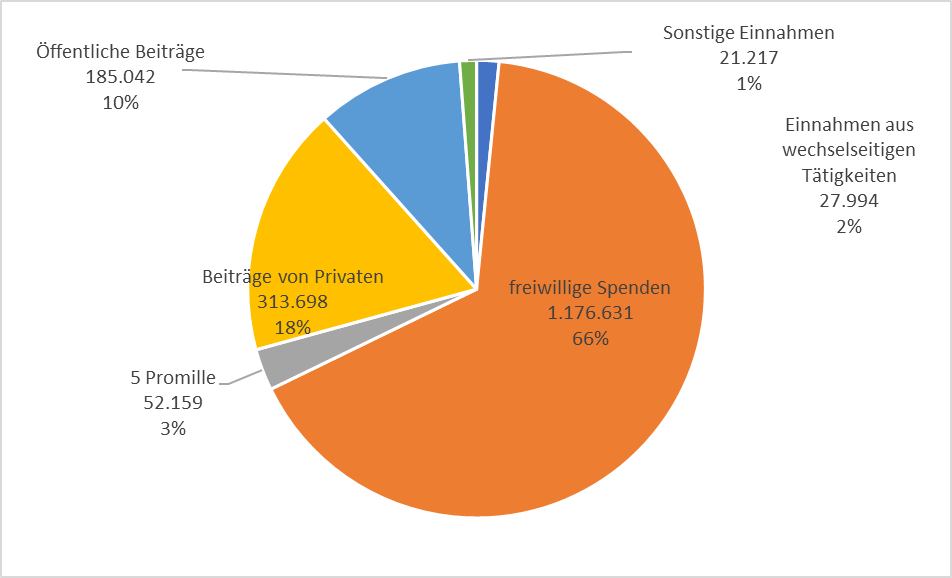 Öffentliche Beiträge
185.042
10%
Sonstige Einnahmen
21.217
1%
Einnahmen aus
wechselseitigen
Tätigkeiten
27.994
2%
Beiträge von Privaten
313.698
18%
freiwillige Spenden
1.176.631
66%
5 Promille
52.159
3%